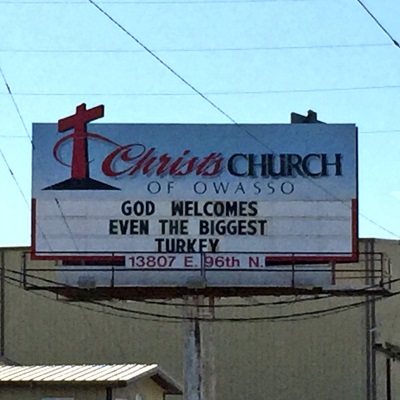 Christ's CHURCH
OF OWASSO
GOD WELCOMES
EVEN THE BIGGEST
TURKEY
13807 E. 96th N.